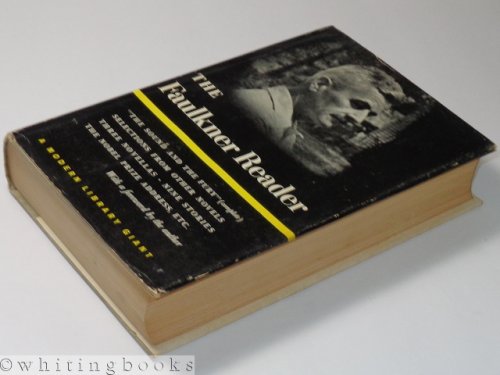 THE
Faulkner Reader
"THE SOUND AND THE FURY" (complete)
SELECTIONS FROM OTHER NOVELS
THREE NOVELLAS · NINE STORIES
THE NOBEL PRIZE ADDRESS, ETC.
With a foreword by the author
A MODERN LIBRARY GIANT
©whitingbooks